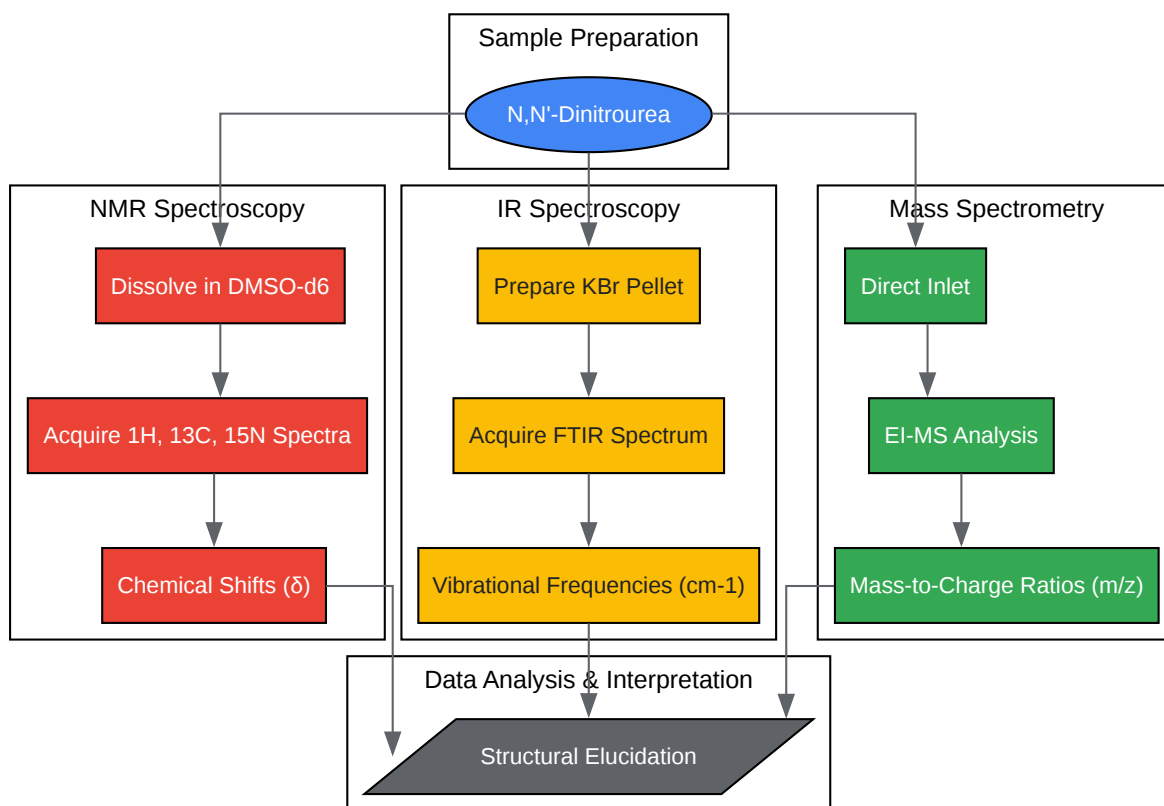 Sample Preparation
N,N'-Dinitrourea
NMR Spectroscopy
IR Spectroscopy
Mass Spectrometry
Dissolve in DMSO-d6
Prepare KBr Pellet
Direct Inlet
Acquire 1H, 13C, 15N Spectra
Acquire FTIR Spectrum
EI-MS Analysis
Chemical Shifts (δ)
Vibrational Frequencies (cm-1)
Mass-to-Charge Ratios (m/z)
Data Analysis & Interpretation
Structural Elucidation